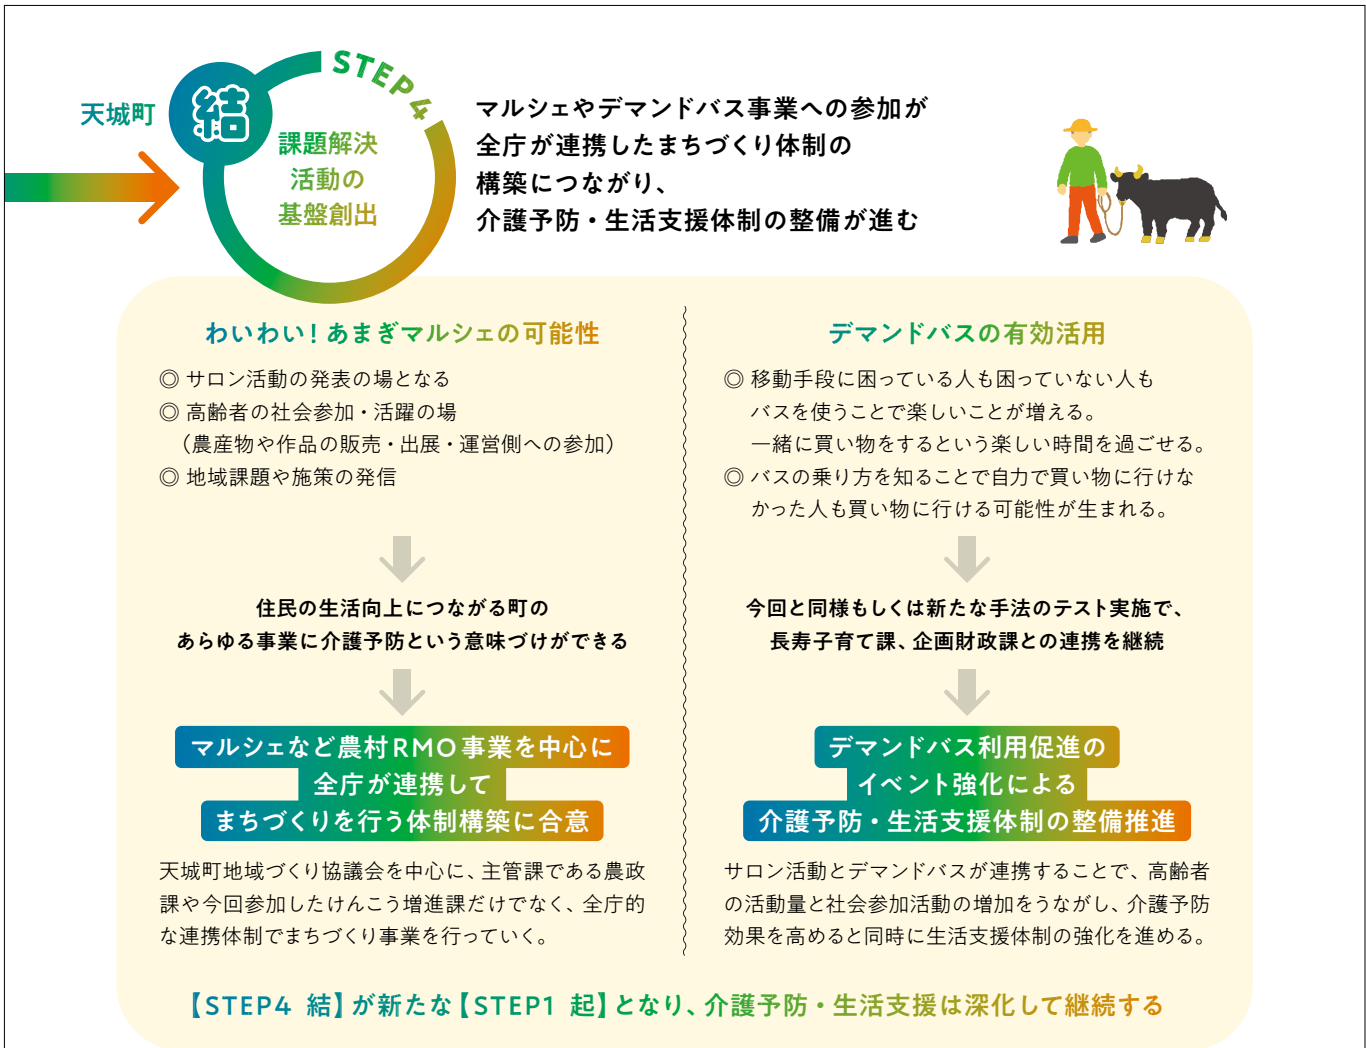 天城町
結
STEP4
課題解決
活動の
基盤創出
マルシェやデマンドバス事業への参加が
全庁が連携したまちづくり体制の
構築につながり、
介護予防・生活支援体制の整備が進む
わいわい！あまぎマルシェの可能性
◎ サロン活動の発表の場となる
◎ 高齢者の社会参加・活躍の場
（農産物や作品の販売・出展・運営側への参加）
◎ 地域課題や施策の発信
住民の生活向上につながる町の
あらゆる事業に介護予防という意味づけができる
マルシェなど農村RMO事業を中心に
全庁が連携して
まちづくりを行う体制構築に合意
天城町地域づくり協議会を中心に、主管課である農政
課や今回参加したけんこう増進課だけでなく、全庁的
な連携体制でまちづくり事業を行っていく。
デマンドバスの有効活用
◎ 移動手段に困っている人も困っていない人も
バスを使うことで楽しいことが増える。
一緒に買い物をするという楽しい時間を過ごせる。
◎ バスの乗り方を知ることで自力で買い物に行けな
かった人も買い物に行ける可能性が生まれる。
今回と同様もしくは新たな手法のテスト実施で、
長寿子育て課、企画財政課との連携を継続
デマンドバス利用促進の
イベント強化による
介護予防・生活支援体制の整備推進
サロン活動とデマンドバスが連携することで、高齢者
の活動量と社会参加活動の増加をうながし、介護予防
効果を高めると同時に生活支援体制の強化を進める。
【STEP4 結】が新たな【STEP1 起】となり、介護予防・生活支援は深化して継続する